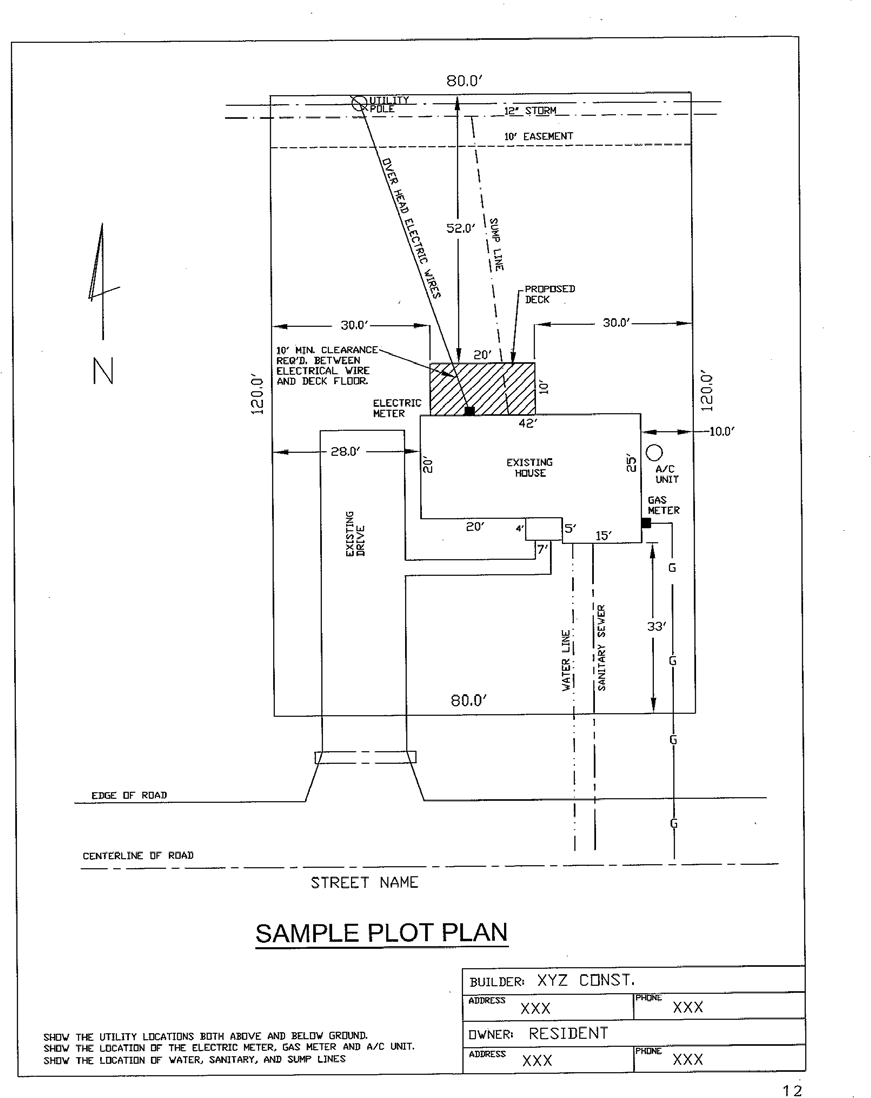 80.0'
UTILITY
POLE
12" STORM
10' EASEMENT
OVER HEAD ELECTRIC WIRES
52.0'
SUMP LINE
PROPOSED
DECK
30.0'
30.0'
20'
10' MIN. CLEARANCE
REQ'D. BETWEEN
ELECTRICAL WIRE
AND DECK FLOOR.
10'
N
120.0'
120.0'
ELECTRIC
METER
42'
10.0'
28.0'
20'
EXISTING
HOUSE
25'
A/C
UNIT
GAS
METER
EXISTING
DRIVE
20'
4'
5'
15'
7'
G
WATER LINE
SANITARY SEWER
33'
G
80.0'
G
EDGE OF ROAD
G
CENTERLINE OF ROAD
STREET NAME
SAMPLE PLOT PLAN
BUILDER: XYZ CONST.
ADDRESS XXX PHONE XXX
OWNER: RESIDENT
ADDRESS XXX PHONE XXX
SHOW THE UTILITY LOCATIONS BOTH ABOVE AND BELOW GROUND.
SHOW THE LOCATION OF THE ELECTRIC METER, GAS METER AND A/C UNIT.
SHOW THE LOCATION OF WATER, SANITARY, AND SUMP LINES
12